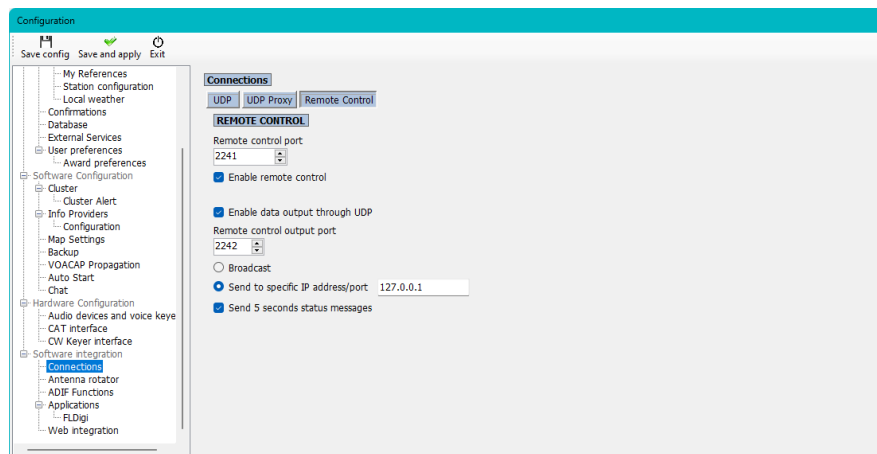 Configuration
Save config Save and apply Exit
My References
Station configuration
Local weather
Confirmations
Database
External Services
User preferences
Award preferences
Software Configuration
Cluster
Cluster Alert
Info Providers
Configuration
Map Settings
Backup
VOACAP Propagation
Auto Start
Chat
Hardware Configuration
Audio devices and voice keye
CAT interface
CW Keyer interface
Software integration
Connections
Antenna rotator
ADIF Functions
Applications
FLDigi
Web integration
Connections
UDP UDP Proxy Remote Control
REMOTE CONTROL
Remote control port
2241
Enable remote control
Enable data output through UDP
Remote control output port
2242
Broadcast
Send to specific IP address/port 127.0.0.1
Send 5 seconds status messages